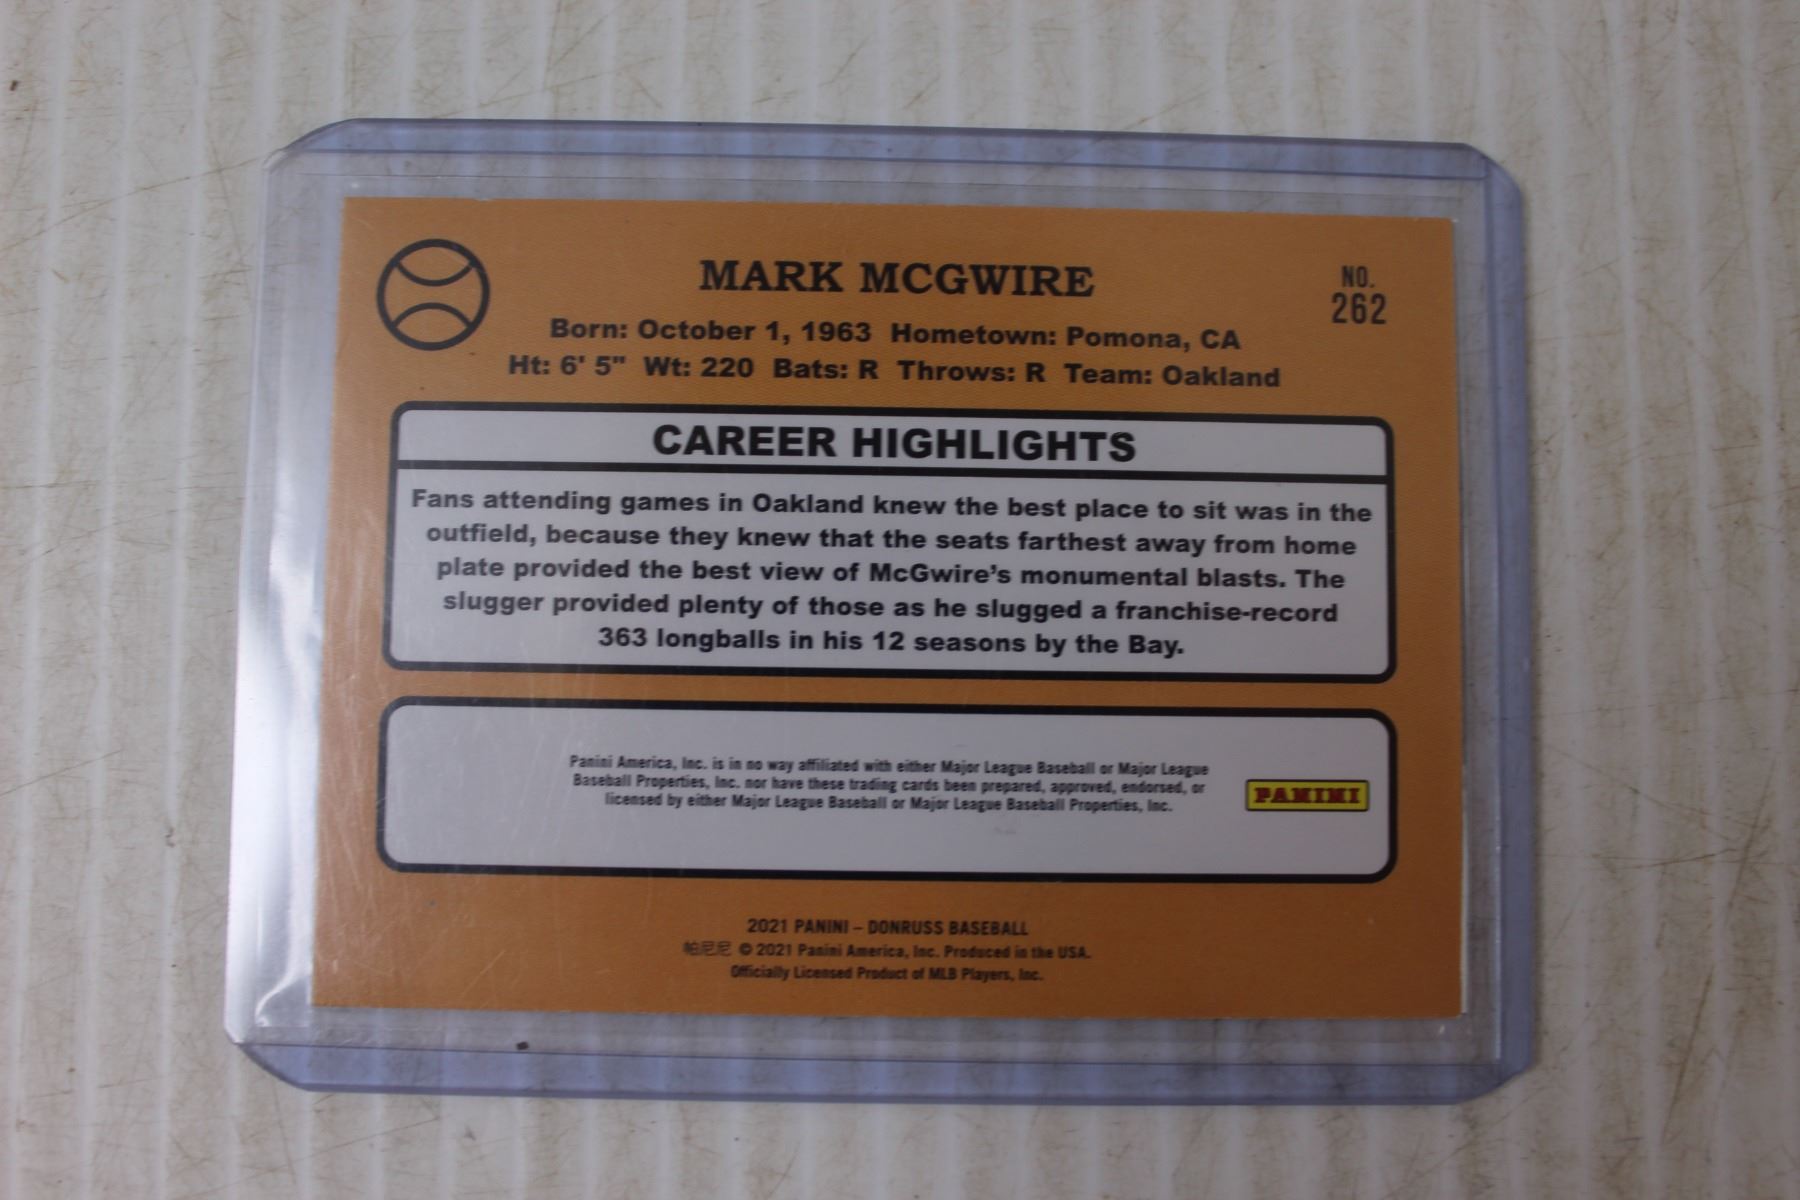 MARK MCGWIRE
NO.
262
Born: October 1, 1963 Hometown: Pomona, CA
Ht: 6' 5" Wt: 220 Bats: R Throws: R Team: Oakland
CAREER HIGHLIGHTS
Fans attending games in Oakland knew the best place to sit was in the
outfield, because they knew that the seats farthest away from home
plate provided the best view of McGwire's monumental blasts. The
slugger provided plenty of those as he slugged a franchise-record
363 longballs in his 12 seasons by the Bay.
Panini America, Inc. is in no way affiliated with either Major League Baseball or Major League
Baseball Properties, Inc. nor have these trading cards been prepared, approved, endorsed, or
licensed by either Major League Baseball or Major League Baseball Properties, Inc.
PANINI
2021 PANINI – DONRUSS BASEBALL
帕尼尼 © 2021 Panini America, Inc. Produced in the USA.
Officially Licensed Product of MLB Players, Inc.